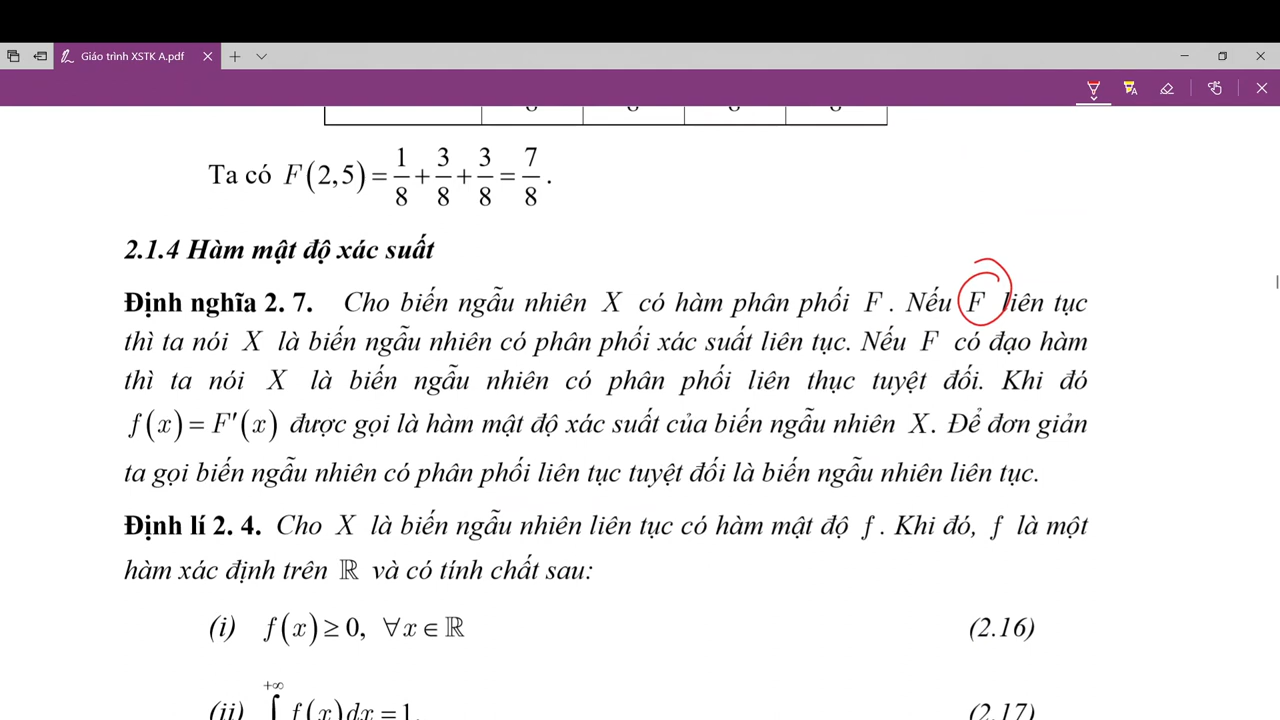 Giáo trình XSTK A.pdf
Ta có F(2,5) = 1/8 + 3/8 + 3/8 = 7/8 .
2.1.4 Hàm mật độ xác suất
Định nghĩa 2. 7. Cho biến ngẫu nhiên X có hàm phân phối F . Nếu F liên tục
thì ta nói X là biến ngẫu nhiên có phân phối xác suất liên tục. Nếu F có đạo hàm
thì ta nói X là biến ngẫu nhiên có phân phối liên thục tuyệt đối. Khi đó
f(x) = F'(x) được gọi là hàm mật độ xác suất của biến ngẫu nhiên X. Để đơn giản
ta gọi biến ngẫu nhiên có phân phối liên tục tuyệt đối là biến ngẫu nhiên liên tục.
Định lí 2. 4. Cho X là biến ngẫu nhiên liên tục có hàm mật độ f . Khi đó, f là một
hàm xác định trên ℝ và có tính chất sau:
(i) f(x) ≥ 0, ∀x ∈ ℝ (2.16)
(ii) ∫ +∞ f(x)dx = 1. (2.17)